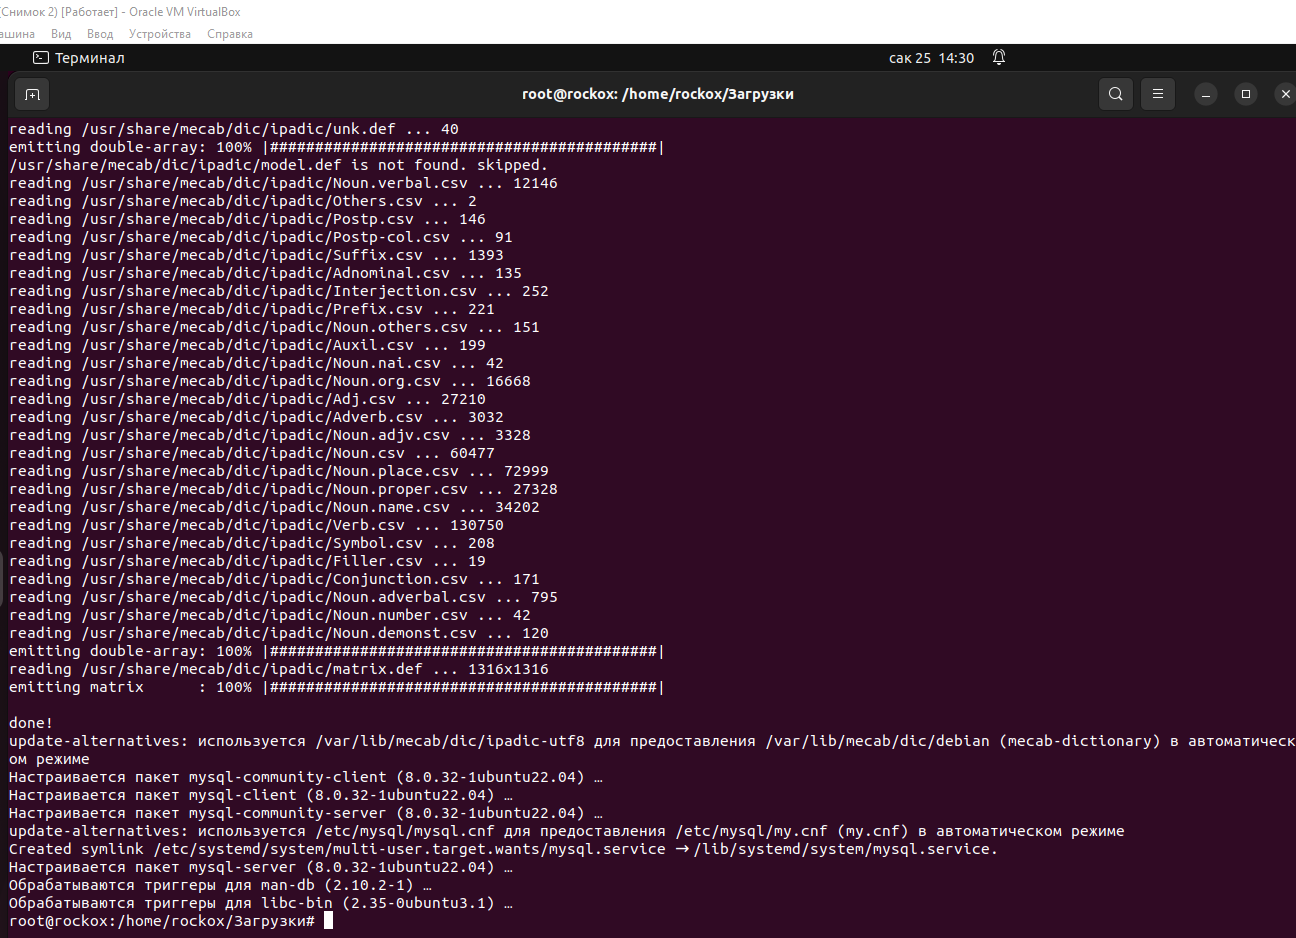 (Снимок 2) [Работает] - Oracle VM VirtualBox
ашина Вид Ввод Устройства Справка
Терминал сак 25 14:30
root@rockox: /home/rockox/Загрузки
reading /usr/share/mecab/dic/ipadic/unk.def ... 40
emitting double-array: 100% |###########################################|
/usr/share/mecab/dic/ipadic/model.def is not found. skipped.
reading /usr/share/mecab/dic/ipadic/Noun.verbal.csv ... 12146
reading /usr/share/mecab/dic/ipadic/Others.csv ... 2
reading /usr/share/mecab/dic/ipadic/Postp.csv ... 146
reading /usr/share/mecab/dic/ipadic/Postp-col.csv ... 91
reading /usr/share/mecab/dic/ipadic/Suffix.csv ... 1393
reading /usr/share/mecab/dic/ipadic/Adnominal.csv ... 135
reading /usr/share/mecab/dic/ipadic/Interjection.csv ... 252
reading /usr/share/mecab/dic/ipadic/Prefix.csv ... 221
reading /usr/share/mecab/dic/ipadic/Noun.others.csv ... 151
reading /usr/share/mecab/dic/ipadic/Auxil.csv ... 199
reading /usr/share/mecab/dic/ipadic/Noun.nai.csv ... 42
reading /usr/share/mecab/dic/ipadic/Noun.org.csv ... 16668
reading /usr/share/mecab/dic/ipadic/Adj.csv ... 27210
reading /usr/share/mecab/dic/ipadic/Adverb.csv ... 3032
reading /usr/share/mecab/dic/ipadic/Noun.adjv.csv ... 3328
reading /usr/share/mecab/dic/ipadic/Noun.csv ... 60477
reading /usr/share/mecab/dic/ipadic/Noun.place.csv ... 72999
reading /usr/share/mecab/dic/ipadic/Noun.proper.csv ... 27328
reading /usr/share/mecab/dic/ipadic/Noun.name.csv ... 34202
reading /usr/share/mecab/dic/ipadic/Verb.csv ... 130750
reading /usr/share/mecab/dic/ipadic/Symbol.csv ... 208
reading /usr/share/mecab/dic/ipadic/Filler.csv ... 19
reading /usr/share/mecab/dic/ipadic/Conjunction.csv ... 171
reading /usr/share/mecab/dic/ipadic/Noun.adverbal.csv ... 795
reading /usr/share/mecab/dic/ipadic/Noun.number.csv ... 42
reading /usr/share/mecab/dic/ipadic/Noun.demonst.csv ... 120
emitting double-array: 100% |###########################################|
reading /usr/share/mecab/dic/ipadic/matrix.def ... 1316x1316
emitting matrix      : 100% |###########################################|
done!
update-alternatives: используется /var/lib/mecab/dic/ipadic-utf8 для предоставления /var/lib/mecab/dic/debian (mecab-dictionary) в автоматическ
ом режиме
Настраивается пакет mysql-community-client (8.0.32-1ubuntu22.04) …
Настраивается пакет mysql-client (8.0.32-1ubuntu22.04) …
Настраивается пакет mysql-community-server (8.0.32-1ubuntu22.04) …
update-alternatives: используется /etc/mysql/mysql.cnf для предоставления /etc/mysql/my.cnf (my.cnf) в автоматическом режиме
Created symlink /etc/systemd/system/multi-user.target.wants/mysql.service → /lib/systemd/system/mysql.service.
Настраивается пакет mysql-server (8.0.32-1ubuntu22.04) …
Обрабатываются триггеры для man-db (2.10.2-1) …
Обрабатываются триггеры для libc-bin (2.35-0ubuntu3.1) …
root@rockox:/home/rockox/Загрузки#